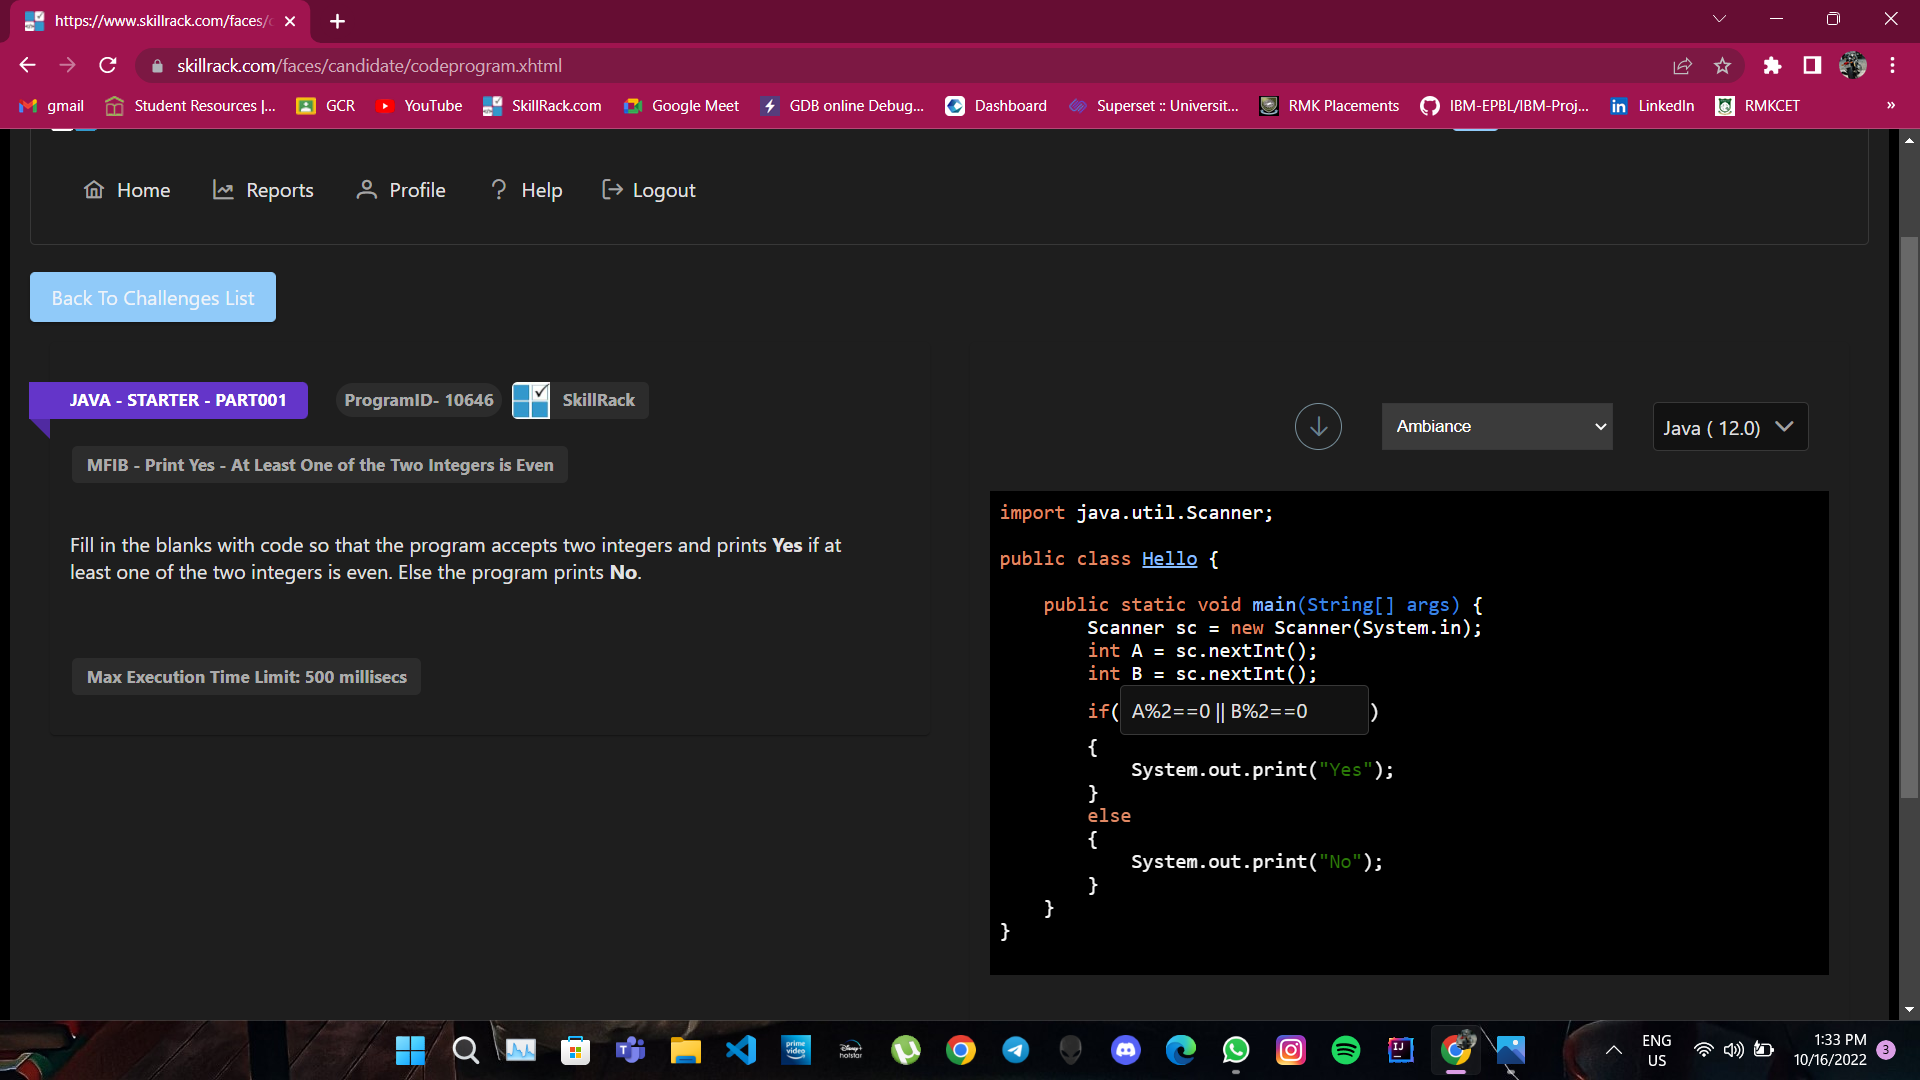 https://www.skillrack.com/faces/c
skillrack.com/faces/candidate/codeprogram.xhtml
gmail Student Resources |... GCR YouTube SkillRack.com Google Meet GDB online Debug... Dashboard Superset :: Universit... RMK Placements IBM-EPBL/IBM-Proj... LinkedIn RMKCET »
Home Reports Profile Help Logout
Back To Challenges List
JAVA - STARTER - PART001 ProgramID- 10646 SkillRack
MFIB - Print Yes - At Least One of the Two Integers is Even
Fill in the blanks with code so that the program accepts two integers and prints Yes if at
least one of the two integers is even. Else the program prints No.
Max Execution Time Limit: 500 millisecs
Ambiance Java ( 12.0)
import java.util.Scanner;
public class Hello {
public static void main(String[] args) {
Scanner sc = new Scanner(System.in);
int A = sc.nextInt();
int B = sc.nextInt();
if( A%2==0 || B%2==0 )
{
System.out.print("Yes");
}
else
{
System.out.print("No");
}
}
}
prime video
Disney+ hotstar
ENG
US
1:33 PM
10/16/2022
3